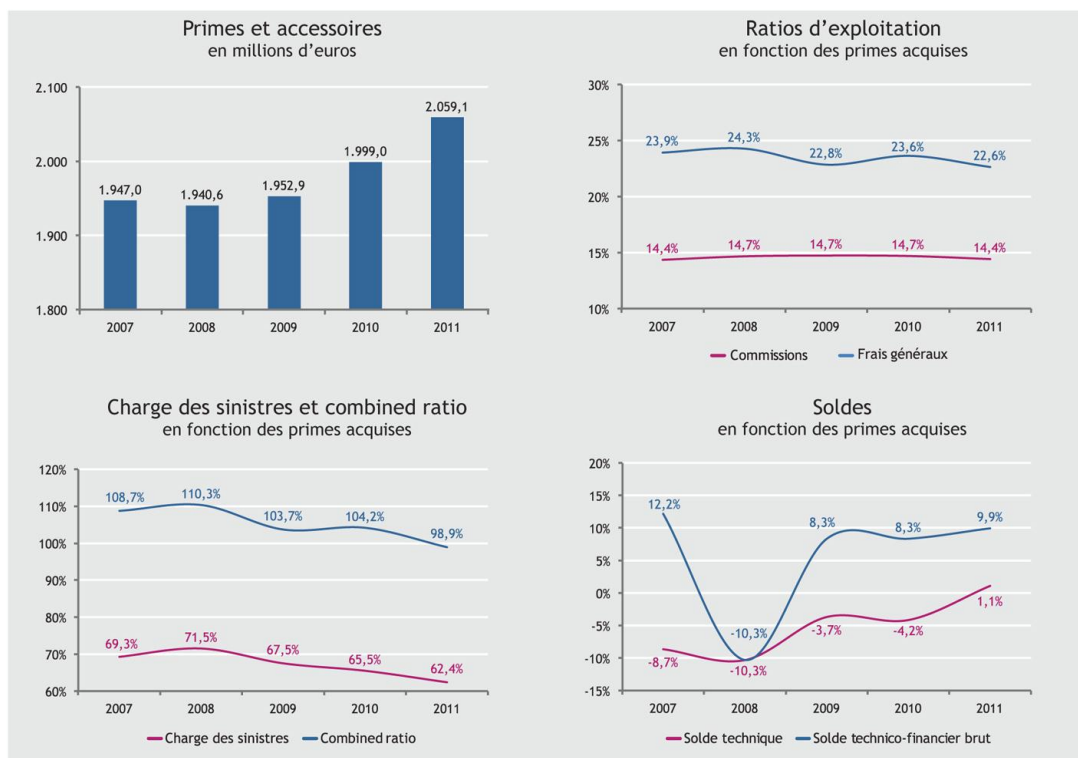 Primes et accessoires
en millions d'euros
2.100
2.000
1.900
1.800
1.947,0
1.940,6
1.952,9
1.999,0
2.059,1
2007 2008 2009 2010 2011
Ratios d'exploitation
en fonction des primes acquises
30%
25%
20%
15%
10%
23,9% 24,3% 22,8% 23,6% 22,6%
14,4% 14,7% 14,7% 14,7% 14,4%
2007 2008 2009 2010 2011
Commissions Frais généraux
Charge des sinistres et combined ratio
en fonction des primes acquises
120%
110%
100%
90%
80%
70%
60%
108,7% 110,3% 103,7% 104,2% 98,9%
69,3% 71,5% 67,5% 65,5% 62,4%
2007 2008 2009 2010 2011
Charge des sinistres Combined ratio
Soldes
en fonction des primes acquises
20%
15%
10%
5%
0%
-5%
-10%
-15%
12,2% -10,3% 8,3% 8,3% 9,9%
-8,7% -10,3% -3,7% -4,2% 1,1%
2007 2008 2009 2010 2011
Solde technique Solde technico-financier brut